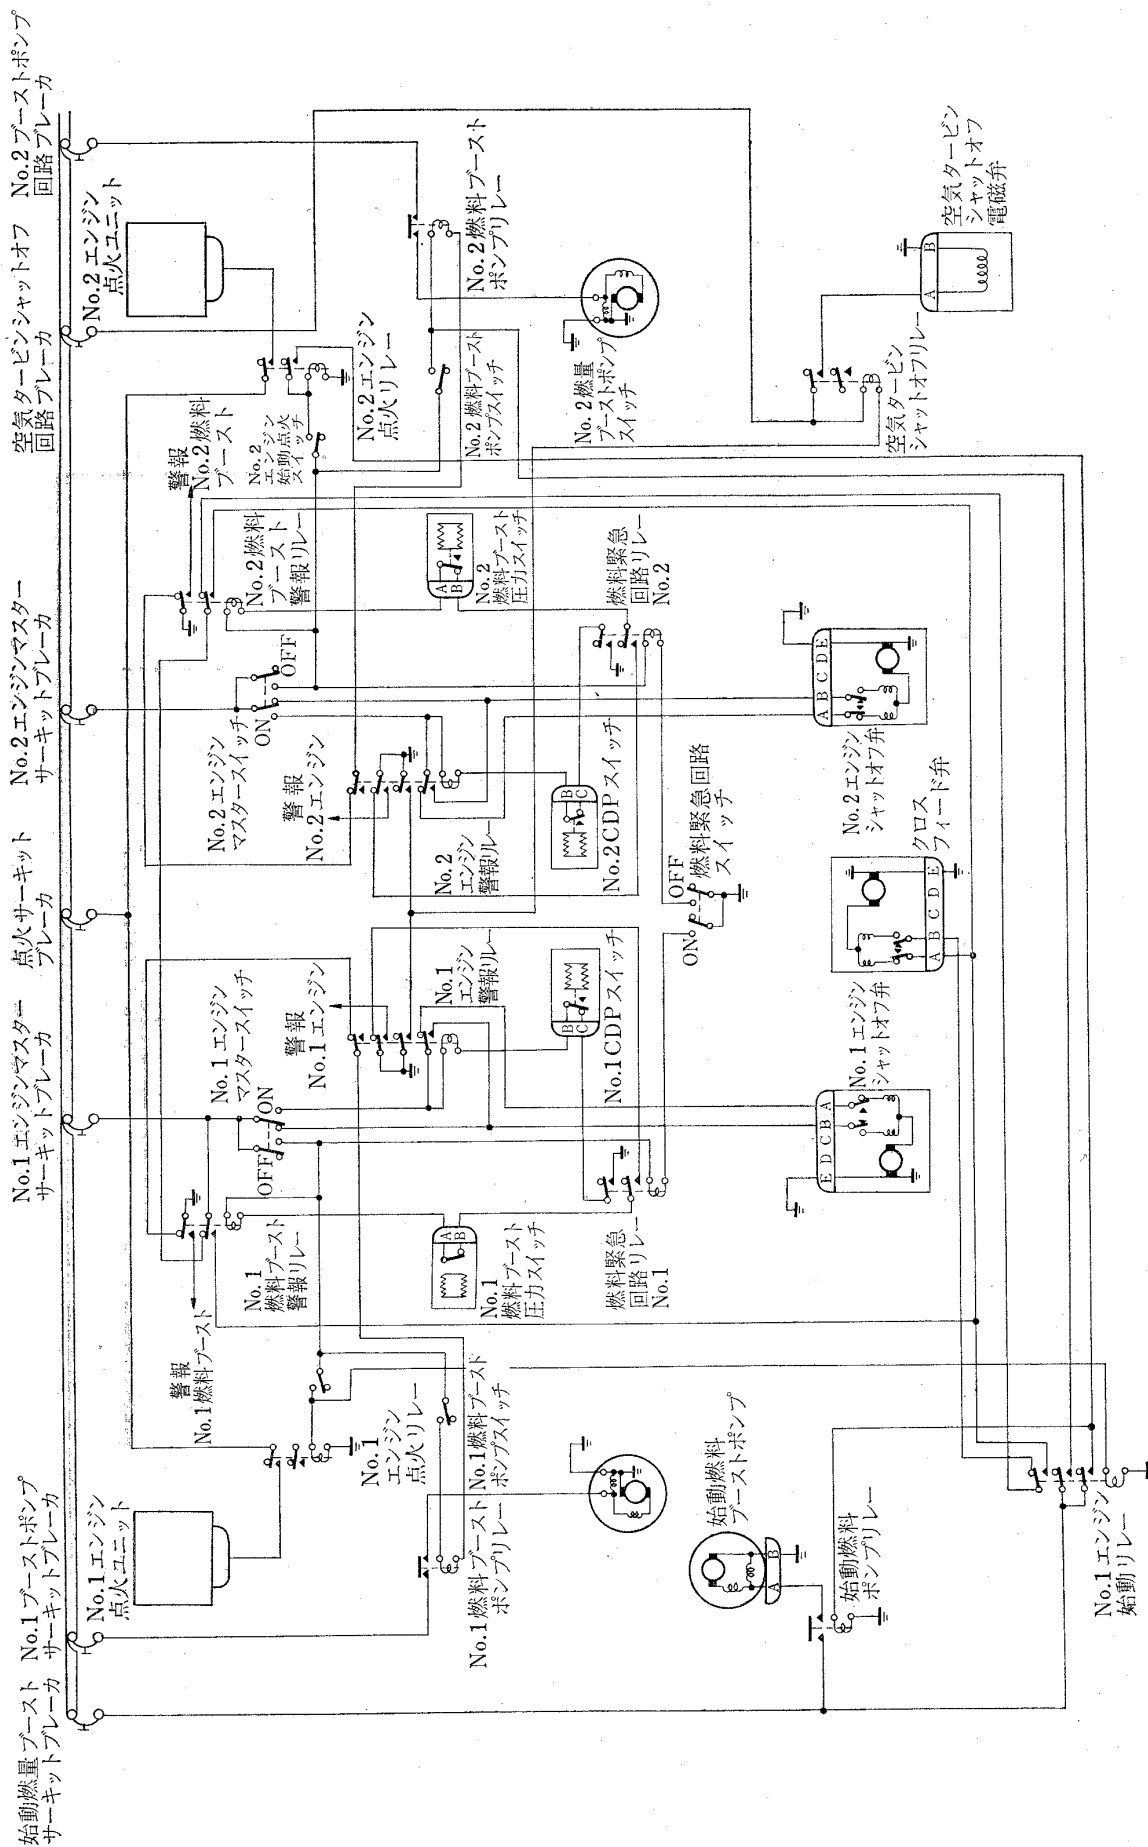 始動燃量ブースト
サーキットブレーカ
No.1ブーストポンプ
サーキットブレーカ
No.1エンジンマスター
サーキットブレーカ
点火サーキット
ブレーカ
No.2エンジンマスター
サーキットブレーカ
空気タービンシャットオフ
回路ブレーカ
No.2ブーストポンプ
回路ブレーカ
No.1エンジン
点火ユニット
No.2エンジン
点火ユニット
警報
No.1燃料ブースト
No.1
燃料ブースト
警報リレー
No.1エンジン
マスタースイッチ
OFF
ON
警報
No.1エンジン
No.1
エンジン
警報リレー
No.2エンジン
マスタースイッチ
ON
OFF
警報
No.2エンジン
No.2
エンジン
警報リレー
警報
No.2燃料
ブースト
No.2燃料
ブースト
警報リレー
No.2
エンジン
始動点火
スイッチ
No.2エンジン
点火リレー
No.1
エンジン
点火リレー
No.1燃料ブースト
ポンプリレー
No.1燃料ブースト
ポンプスイッチ
A
B
No.1
燃料ブースト
圧力スイッチ
B
C
No.1CDPスイッチ
B
C
No.2CDPスイッチ
A
B
No.2
燃料ブースト
圧力スイッチ
No.2燃料ブースト
ポンプスイッチ
No.2燃料ブースト
ポンプリレー
燃料緊急
回路リレー
No.1
ON
OFF
燃料緊急回路
スイッチ
燃料緊急
回路リレー
No.2
No.2燃量
ブーストポンプ
スイッチ
始動燃料
ブーストポンプ
A
B
始動燃料
ポンプリレー
E D C B A
No.1エンジン
シャットオフ弁
A B C D E
クロス
フィード弁
A B C D E
No.2エンジン
シャットオフ弁
空気タービン
シャットオフリレー
A
B
空気タービン
シャットオフ
電磁弁
No.1エンジン
始動リレー